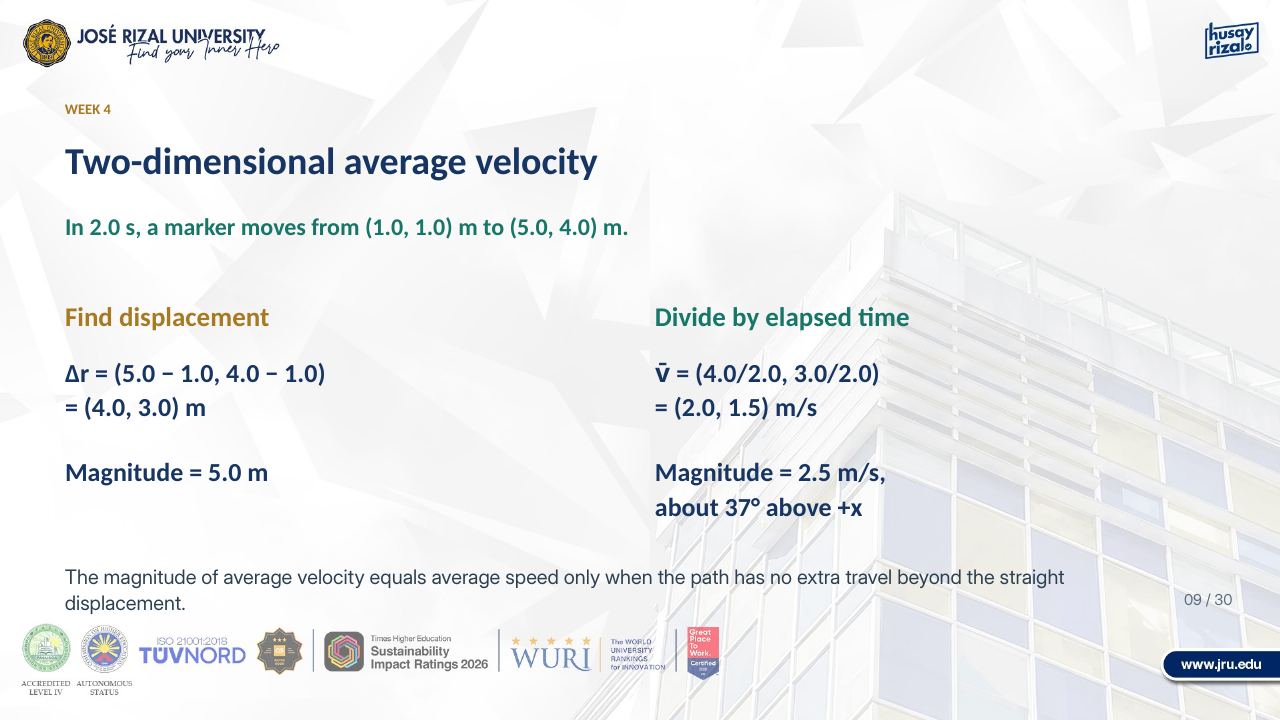 JOSÉ RIZAL UNIVERSITY
Find your Inner Hero
husay
rizal
WEEK 4
Two-dimensional average velocity
In 2.0 s, a marker moves from (1.0, 1.0) m to (5.0, 4.0) m.
Find displacement
Δr = (5.0 − 1.0, 4.0 − 1.0)
= (4.0, 3.0) m
Magnitude = 5.0 m
Divide by elapsed time
v̄ = (4.0/2.0, 3.0/2.0)
= (2.0, 1.5) m/s
Magnitude = 2.5 m/s,
about 37° above +x
The magnitude of average velocity equals average speed only when the path has no extra travel beyond the straight
displacement.
09 / 30
ACCREDITED
LEVEL IV
AUTONOMOUS
STATUS
ISO 21001:2018
TÜVNORD
Times Higher Education
Sustainability
Impact Ratings 2026
WURI
The WORLD
UNIVERSITY
RANKINGS
for INNOVATION
Great
Place
To
Work.
Certified
www.jru.edu